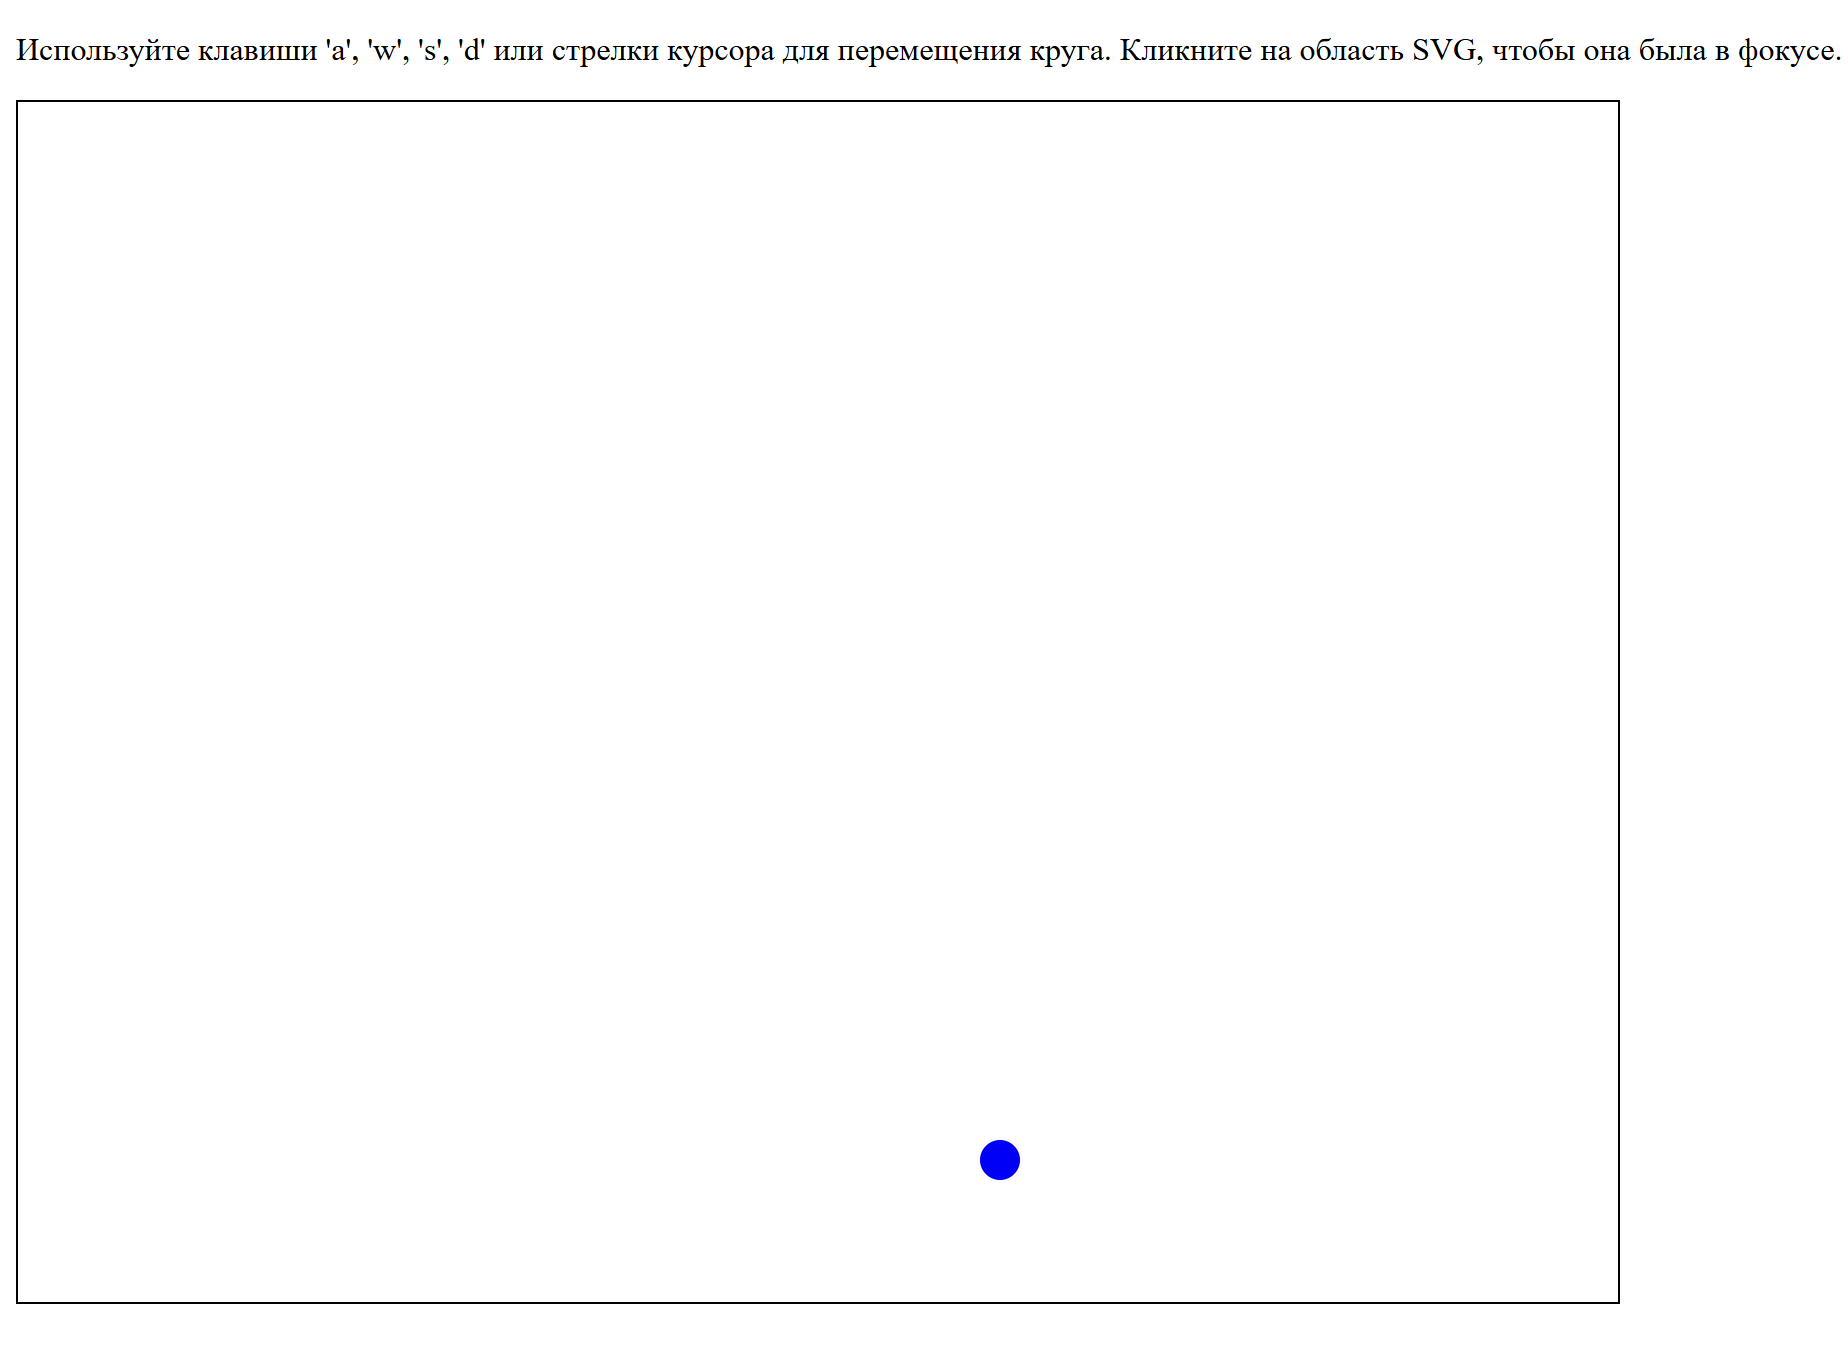 Используйте клавиши 'a', 'w', 's', 'd' или стрелки курсора для перемещения круга. Кликните на область SVG, чтобы она была в фокусе.